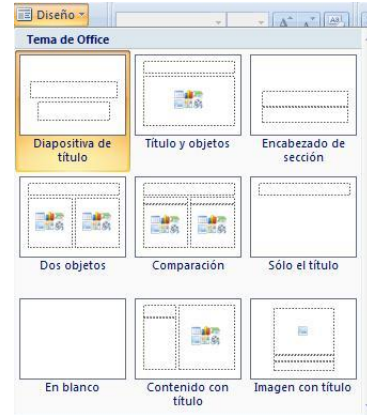 Diseño
Tema de Office
Diapositiva de título
Título y objetos
Encabezado de sección
Dos objetos
Comparación
Sólo el título
En blanco
Contenido con título
Imagen con título